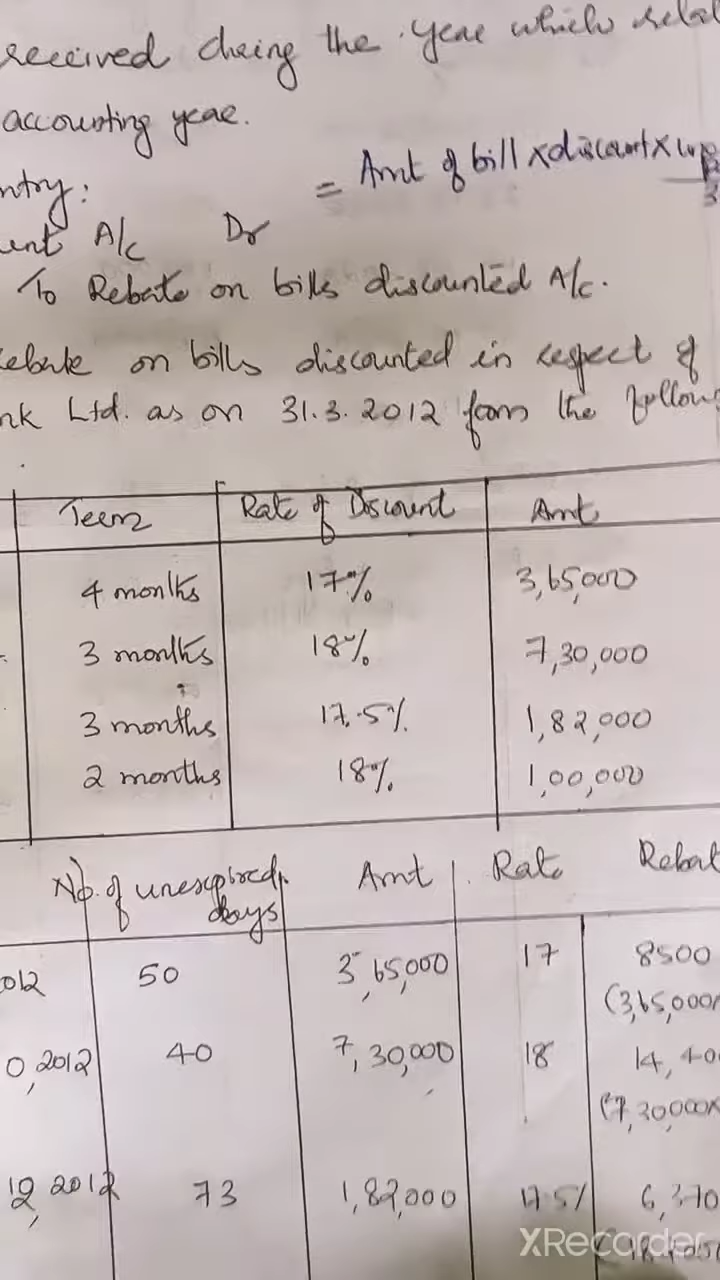 received during the year which relat
accounting year.
= Amt of bill x discount x
ntry:
ent A/c Dr
To Rebate on bills discounted A/c.
ebate on bills discounted in respect of
nk Ltd. as on 31.3.2012 from the follow
Term Rate of Discount Amt
4 months 17% 3,65,000
3 months 18% 7,30,000
3 months 17.5% 1,82,000
2 months 18% 1,00,000
No. of unexpired days Amt Rate Rebat
012 50 3,65,000 17 8500
(3,65,000
0,2012 40 7,30,000 18 14,40
(7,30,000x
12,2012 73 1,82,000 17.5% 6,370
XRecorder